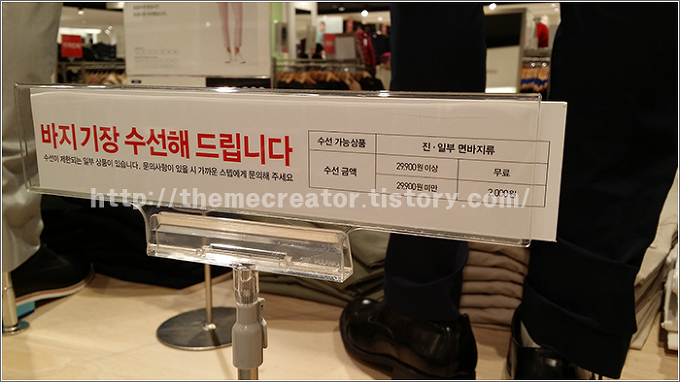 바지 기장 수선해 드립니다
수선이 제한되는 일부 상품이 있습니다. 문의사항이 있을 시 가까운 스텝에게 문의해 주세요
수선 가능상품 진·일부 면바지류
수선 금액 29,900원 이상 무료
29,900원 미만 2,000원
http://themecreator.tistory.com/